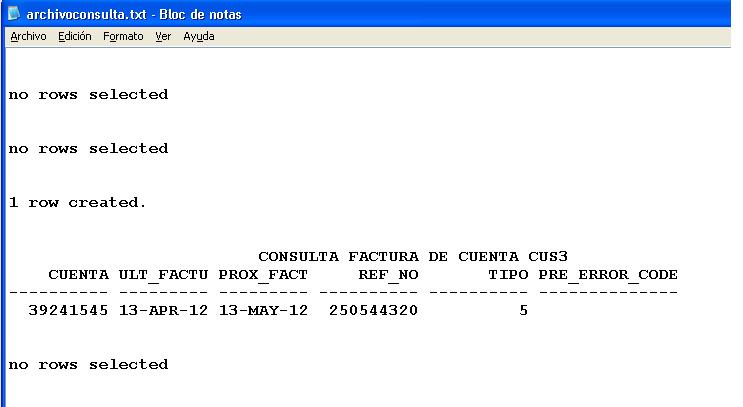 archivoconsulta.txt - Bloc de notas
Archivo Edición Formato Ver Ayuda
no rows selected
no rows selected
1 row created.
CONSULTA FACTURA DE CUENTA CUS3
CUENTA ULT_FACTU PROX_FACT REF_NO TIPO PRE_ERROR_CODE
---------- --------- --------- ---------- ---------- --------------
39241545 13-APR-12 13-MAY-12 250544320 5
no rows selected